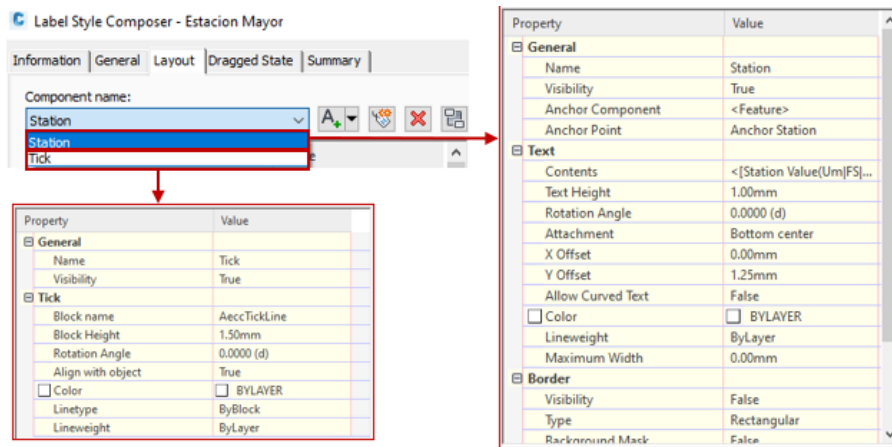 Label Style Composer - Estacion Mayor
Information General Layout Dragged State Summary
Component name:
Station
Station
Tick
Property Value
General
Name Tick
Visibility True
Tick
Block name AeccTickLine
Block Height 1.50mm
Rotation Angle 0.0000 (d)
Align with object True
Color BYLAYER
Linetype ByBlock
Lineweight ByLayer
Property Value
General
Name Station
Visibility True
Anchor Component <Feature>
Anchor Point Anchor Station
Text
Contents <[Station Value(Um|FS|...
Text Height 1.00mm
Rotation Angle 0.0000 (d)
Attachment Bottom center
X Offset 0.00mm
Y Offset 1.25mm
Allow Curved Text False
Color BYLAYER
Lineweight ByLayer
Maximum Width 0.00mm
Border
Visibility False
Type Rectangular
Background Mask False